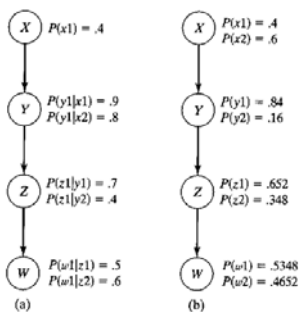 X P(x1) = .4
Y P(y1|x1) = .9
P(y1|x2) = .8
Z P(z1|y1) = .7
P(z1|y2) = .4
W P(w1|z1) = .5
P(w1|z2) = .6
(a)
X P(x1) = .4
P(x2) = .6
Y P(y1) = .84
P(y2) = .16
Z P(z1) = .652
P(z2) = .348
W P(w1) = .5348
P(w2) = .4652
(b)